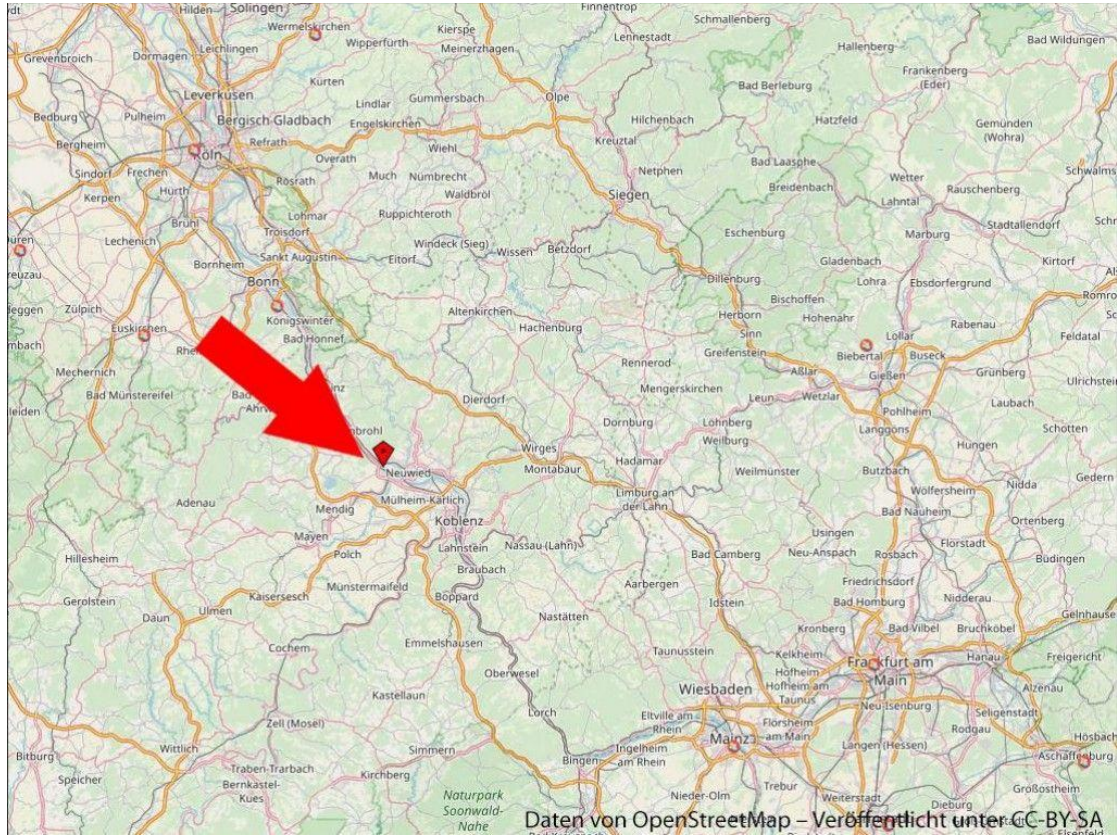 Solingen
Finnentrop
Wermelskirchen
Kierspe
Schmallenberg
Hilden
Leichlingen
Wipperfürth
Meinerzhagen
Lennestadt
Hallenberg
Bad Wildungen
Dormagen
Grevenbroich
Kürten
Bad Berleburg
Frankenberg
(Eder)
Leverkusen
Gummersbach
Olpe
Bedburg
Pulheim
Bergisch Gladbach
Lindlar
Engelskirchen
Hilchenbach
Hatzfeld
Gemünden
(Wohra)
Bergheim
Köln
Refrath
Wiehl
Kreuztal
Overath
Bad Laasphe
Sindorf
Frechen
Rösrath
Much
Nümbrecht
Netphen
Wetter
Schwalms
Kerpen
Hürth
Waldbröl
Siegen
Breidenbach
Rauschenberg
Brühl
Lohmar
Ruppichteroth
Lahntal
Stadtallendorf
Lechenich
Troisdorf
Windeck (Sieg)
Wissen
Betzdorf
Eschenburg
Marburg
Bornheim
Sankt Augustin
Eitorf
Gladenbach
Kirtorf
reuzau
Bonn
Dillenburg
Lohra
Ebsdorfergrund
Zülpich
Königswinter
Altenkirchen
Herborn
Bischoffen
Hohenahr
Romro
Euskirchen
Bad Honnef
Hachenburg
Sinn
Lollar
Rabenau
Feldatal
mbach
Rennerod
Greifenstein
Biebertal
Buseck
Mechernich
Aßlar
Gießen
Grünberg
Ulrichstein
Bad Münstereifel
Mengerskirchen
Leun
Wetzlar
Dierdorf
Pohlheim
Laubach
Dornburg
Löhnberg
Langgöns
Wirges
Weilburg
Hungen
Neuwied
Montabaur
Hadamar
Weilmünster
Butzbach
Nidda
Gedern
Adenau
Mülheim-Kärlich
Limburg an
der Lahn
Wölfersheim
Mendig
Koblenz
Bad Nauheim
Ortenberg
Mayen
Usingen
Hillesheim
Polch
Lahnstein
Nassau (Lahn)
Bad Camberg
Neu-Anspach
Rosbach
Florstadt
Büdingen
Braubach
Gerolstein
Münstermaifeld
Aarbergen
Friedrichsdorf
Kaisersesch
Boppard
Idstein
Bad Homburg
Nidderau
Daun
Ulmen
Nastätten
Gelnhause
Emmelshausen
Kronberg
Bad Vilbel
Bruchköbel
Cochem
Taunusstein
Kelkheim
Frankfurt am
Main
Hanau
Freigericht
Oberwesel
Hofheim
Hofheim am
Taunus
Kastellaun
Wiesbaden
Alzenau
Neu-Isenburg
Lorch
Eltville am
Rhein
Flörsheim
am Main
Seligenstadt
Zell (Mosel)
Mainz
Rodgau
Hösbach
Wittlich
Simmern
Ingelheim
am Rhein
Langen (Hessen)
Bitburg
Bingen
Aschaffenburg
Traben-Trarbach
Kirchberg
Trebur
Speicher
Bernkastel-
Kues
Naturpark
Soonwald-
Nahe
Nieder-Olm
Weiterstadt
Großostheim
Dieburg
Daten von OpenStreetMap – Veröffentlicht unter CC-BY-SA